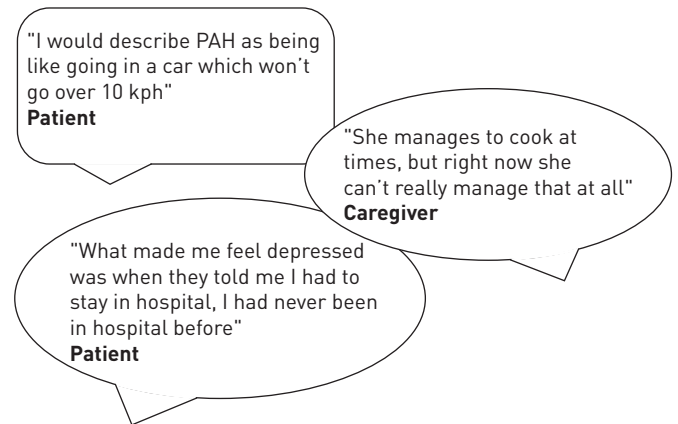 "I would describe PAH as being
like going in a car which won't
go over 10 kph"
Patient
"She manages to cook at
times, but right now she
can't really manage that at all"
Caregiver
"What made me feel depressed
was when they told me I had to
stay in hospital, I had never been
in hospital before"
Patient